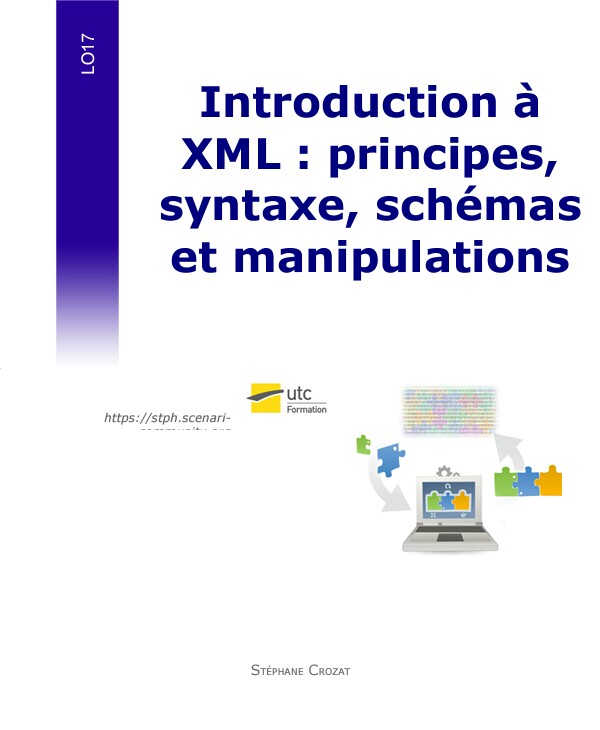 LO17
Introduction à
XML : principes,
syntaxe, schémas
et manipulations
utc
Formation
https://stph.scenari-
Stéphane Crozat